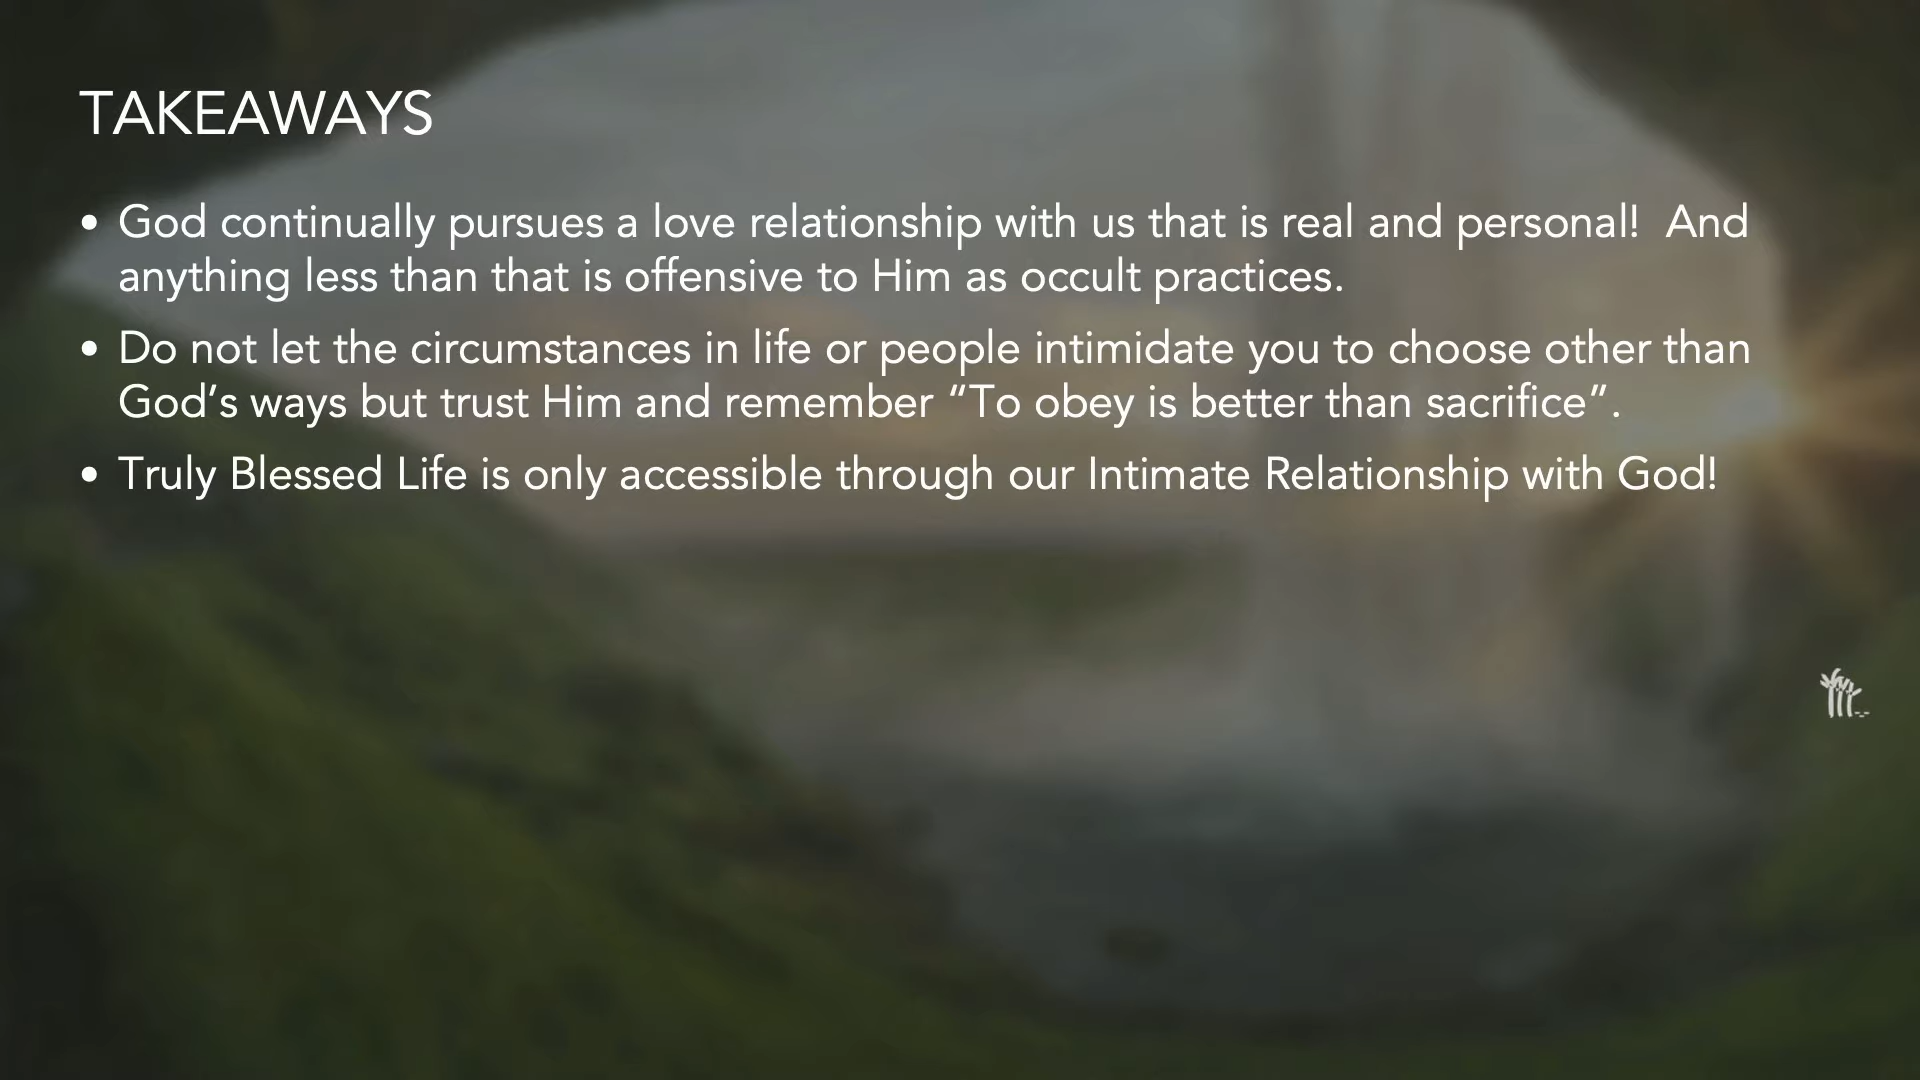 TAKEAWAYS
• God continually pursues a love relationship with us that is real and personal!  And
anything less than that is offensive to Him as occult practices.
• Do not let the circumstances in life or people intimidate you to choose other than
God’s ways but trust Him and remember “To obey is better than sacrifice”.
• Truly Blessed Life is only accessible through our Intimate Relationship with God!